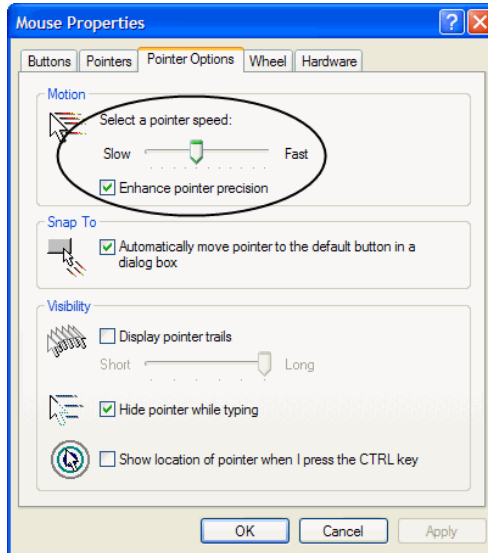 Mouse Properties
Buttons Pointers Pointer Options Wheel Hardware
Motion
Select a pointer speed:
Slow Fast
Enhance pointer precision
Snap To
Automatically move pointer to the default button in a
dialog box
Visibility
Display pointer trails
Short Long
Hide pointer while typing
Show location of pointer when I press the CTRL key
OK Cancel Apply